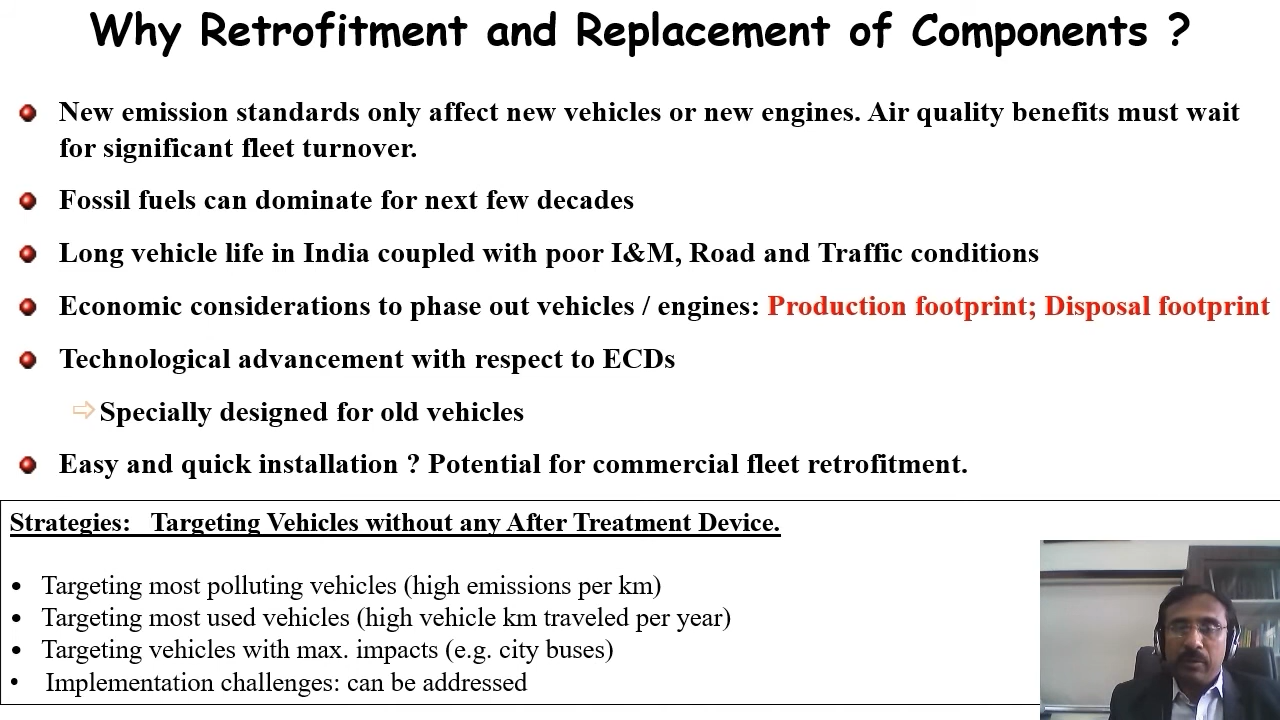 Why Retrofitment and Replacement of Components ?
New emission standards only affect new vehicles or new engines. Air quality benefits must wait
for significant fleet turnover.
Fossil fuels can dominate for next few decades
Long vehicle life in India coupled with poor I&M, Road and Traffic conditions
Economic considerations to phase out vehicles / engines: Production footprint; Disposal footprint
Technological advancement with respect to ECDs
⇨Specially designed for old vehicles
Easy and quick installation ? Potential for commercial fleet retrofitment.
Strategies: Targeting Vehicles without any After Treatment Device.
• Targeting most polluting vehicles (high emissions per km)
• Targeting most used vehicles (high vehicle km traveled per year)
• Targeting vehicles with max. impacts (e.g. city buses)
• Implementation challenges: can be addressed